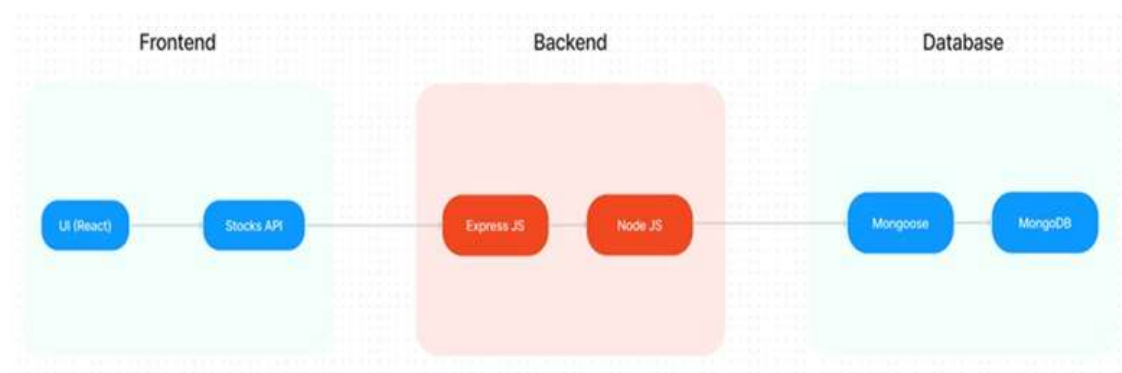 Frontend
Backend
Database
UI (React)
Stocks API
Express JS
Node JS
Mongoose
MongoDB